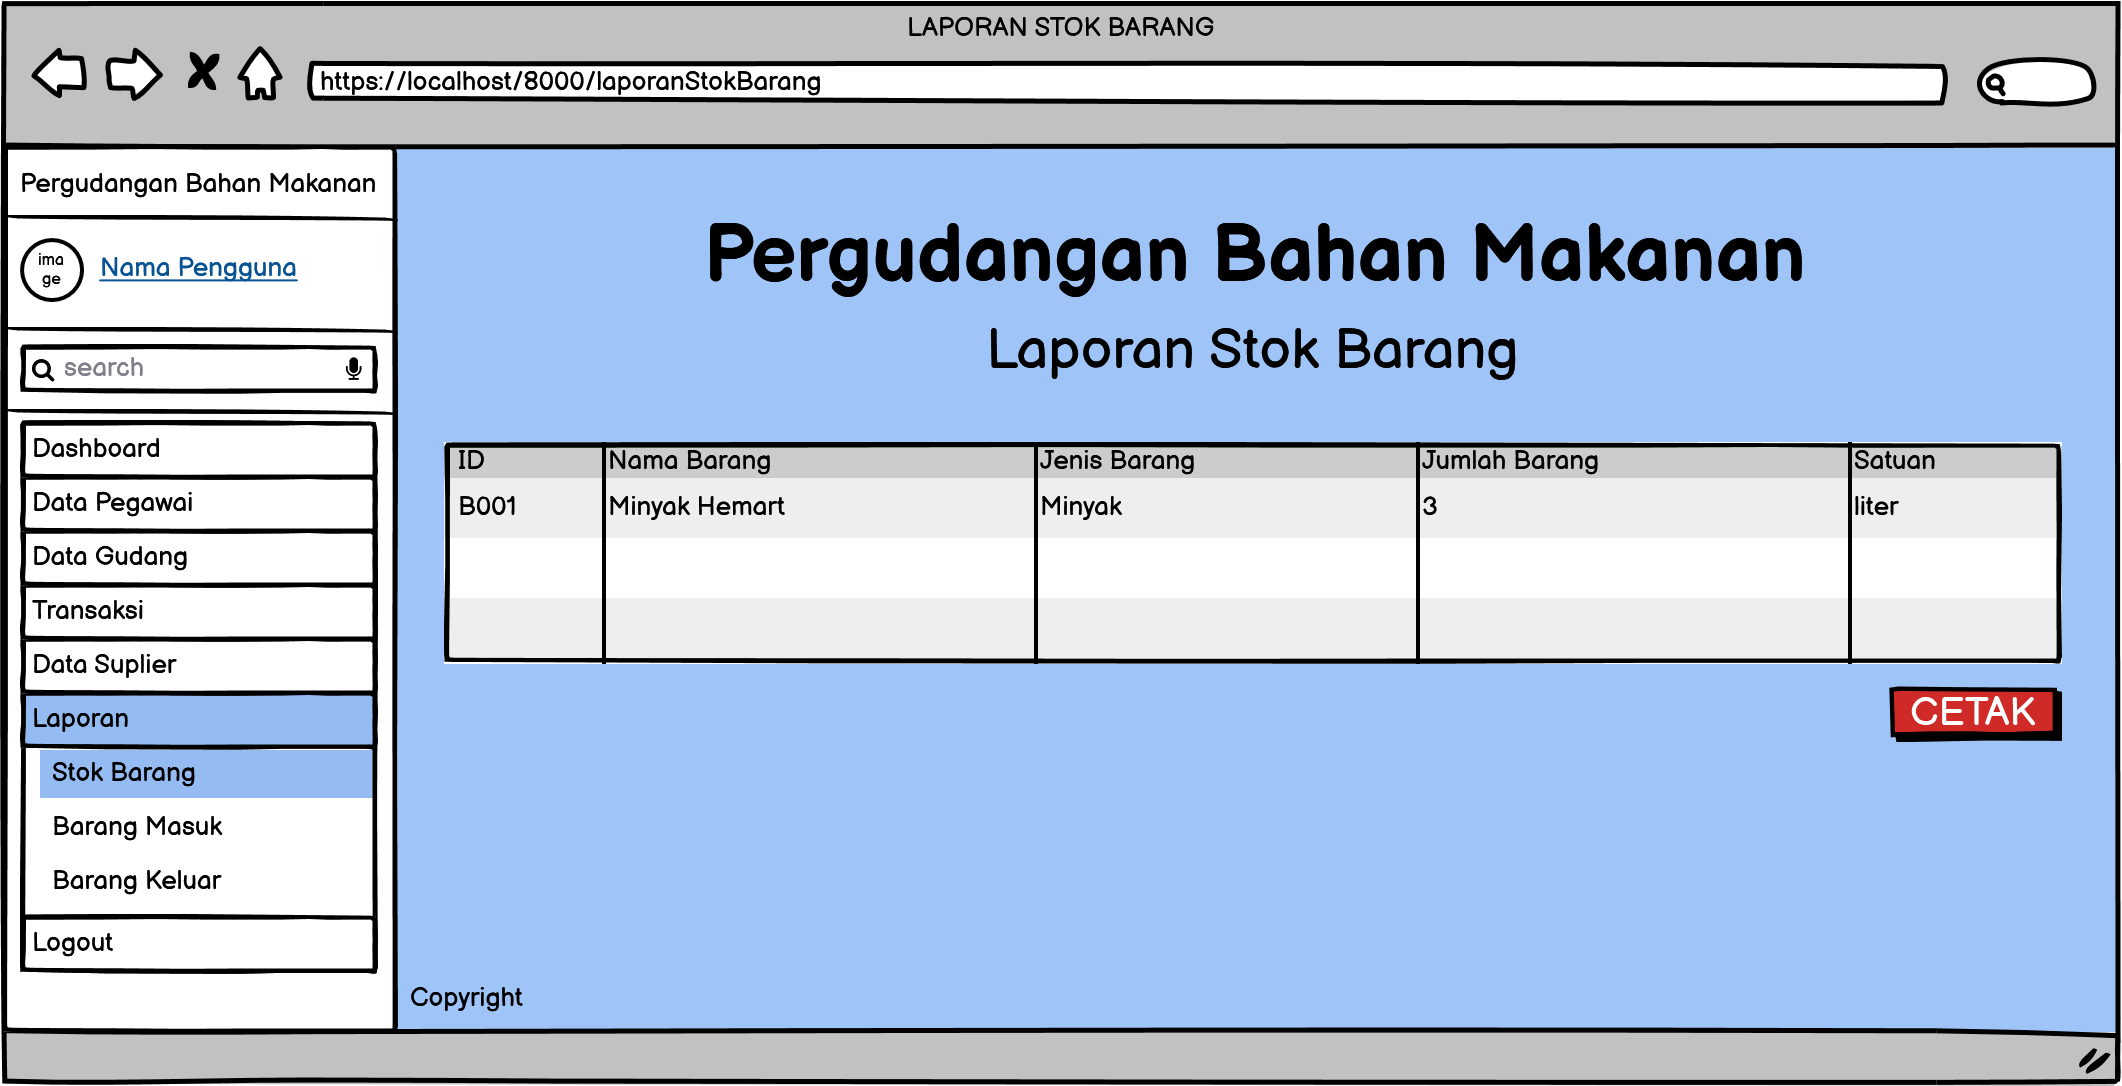 LAPORAN STOK BARANG
https://localhost/8000/laporanStokBarang
Pergudangan Bahan Makanan
ima
ge
Nama Pengguna
search
Dashboard
Data Pegawai
Data Gudang
Transaksi
Data Suplier
Laporan
Stok Barang
Barang Masuk
Barang Keluar
Logout
Pergudangan Bahan Makanan
Laporan Stok Barang
ID Nama Barang Jenis Barang Jumlah Barang Satuan
B001 Minyak Hemart Minyak 3 liter
CETAK
Copyright